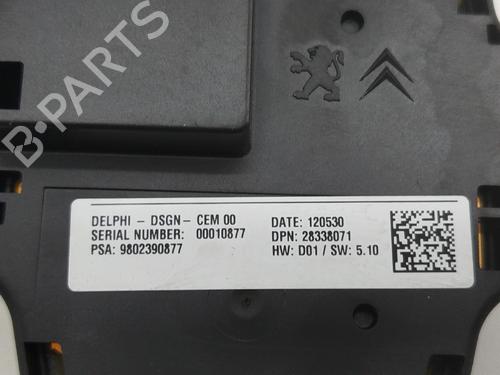 DELPHI - DSGN- CEM 00
SERIAL NUMBER: 00010877
PSA: 9802390877
DATE: 120530
DPN: 28338071
HW: D01 / SW: 5.10
B-PARTS